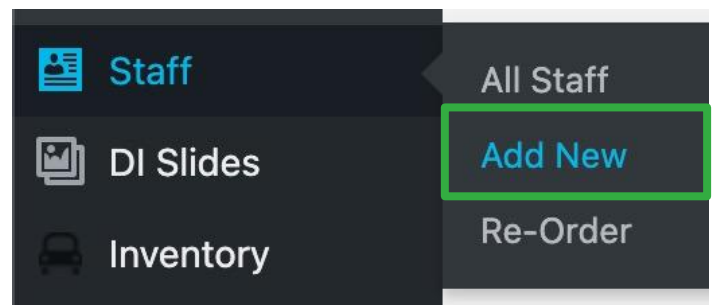 Staff
DI Slides
Inventory
All Staff
Add New
Re-Order